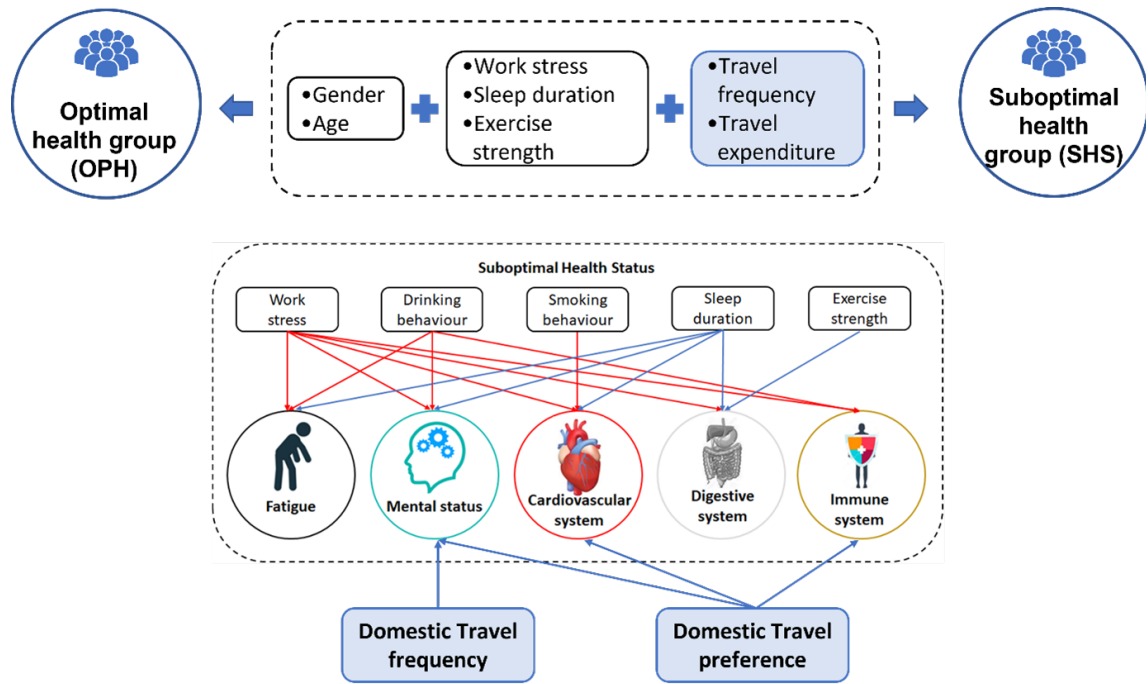 Optimal
health group
(OPH)
•Gender
•Age
•Work stress
•Sleep duration
•Exercise
strength
•Travel
frequency
•Travel
expenditure
Suboptimal
health
group (SHS)
Suboptimal Health Status
Work
stress
Drinking
behaviour
Smoking
behaviour
Sleep
duration
Exercise
strength
Fatigue
Mental status
Cardiovascular
system
Digestive
system
Immune
system
Domestic Travel
frequency
Domestic Travel
preference